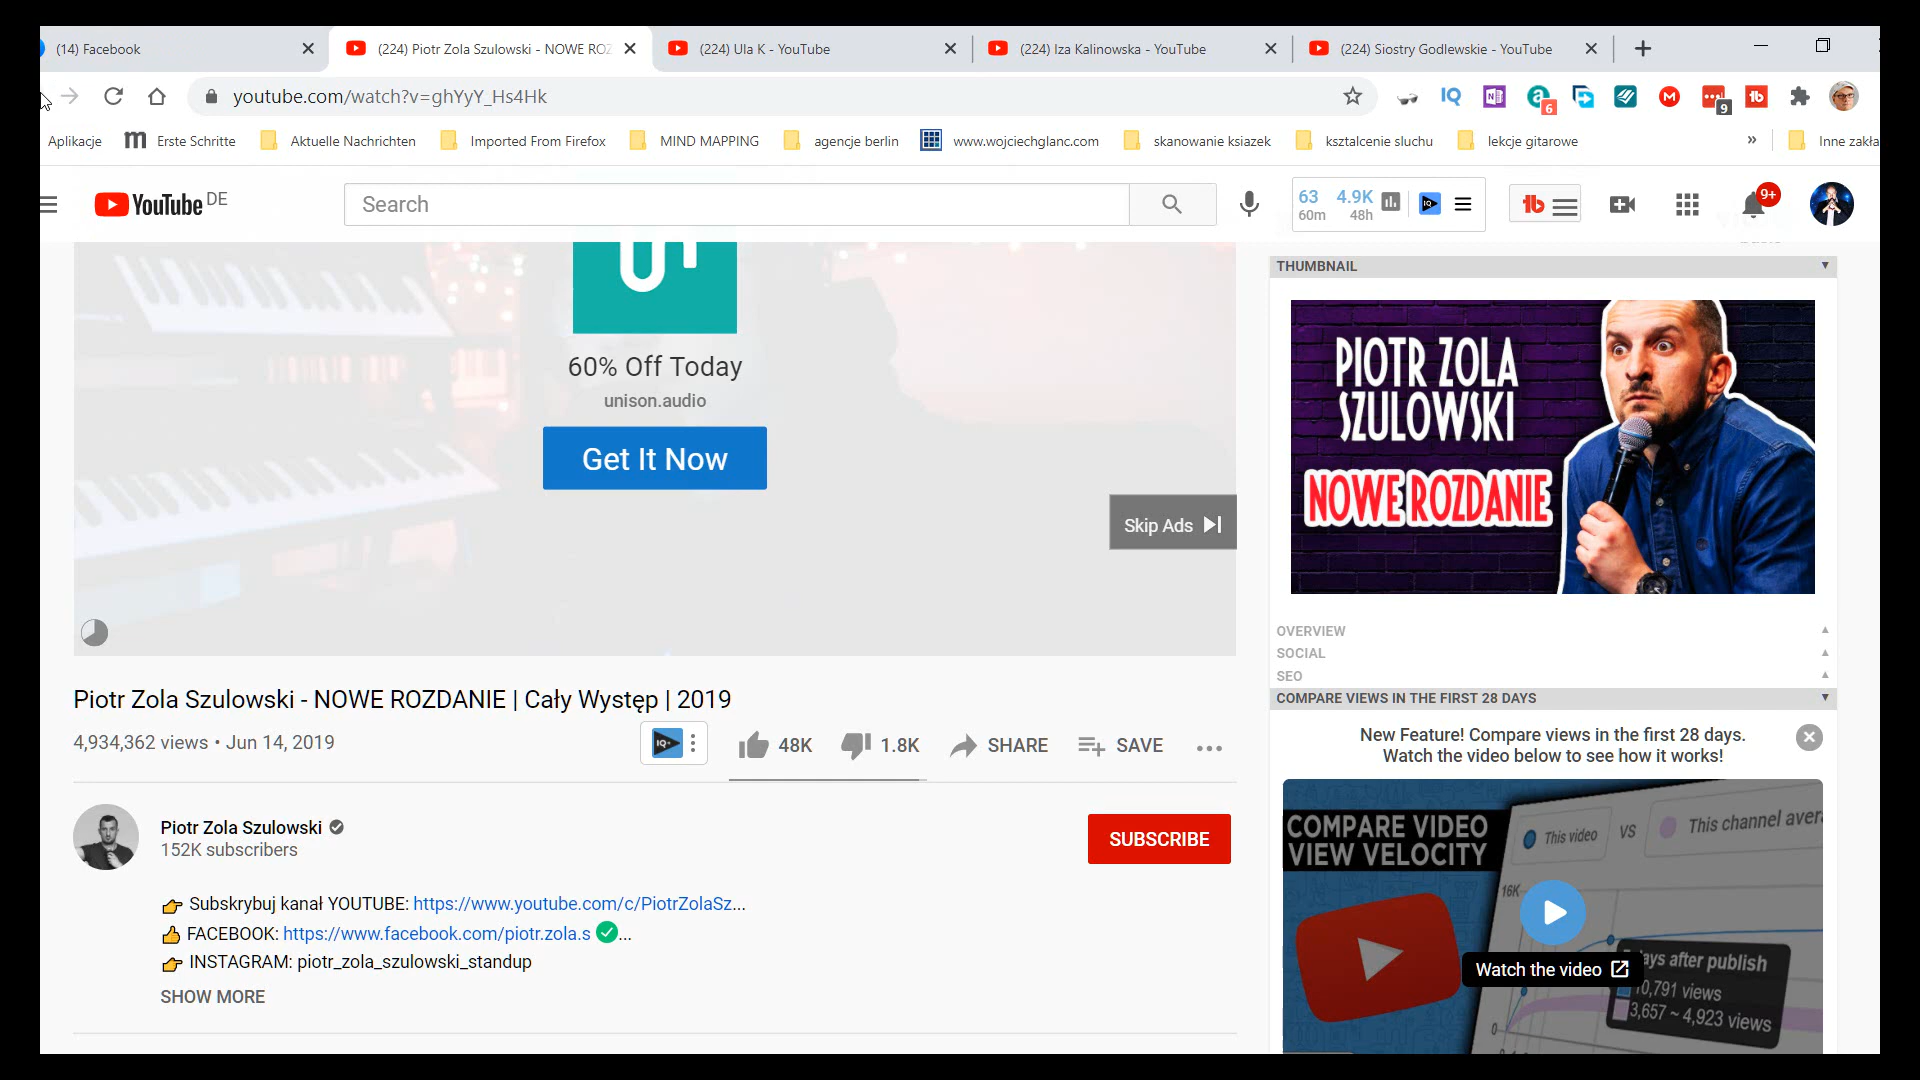 (14) Facebook
(224) Piotr Zola Szulowski - NOWE ROZ
(224) Ula K - YouTube
(224) Iza Kalinowska - YouTube
(224) Siostry Godlewskie - YouTube
youtube.com/watch?v=ghYyY_Hs4Hk
IQ
6
9
Aplikacje
Erste Schritte
Aktuelle Nachrichten
Imported From Firefox
MIND MAPPING
agencje berlin
www.wojciechglanc.com
skanowanie ksiazek
ksztalcenie sluchu
lekcje gitarowe
»
Inne zakła
YouTube DE
Search
63 4.9K
60m 48h
9+
60% Off Today
unison.audio
Get It Now
Skip Ads
Piotr Zola Szulowski - NOWE ROZDANIE | Cały Występ | 2019
4,934,362 views • Jun 14, 2019
48K
1.8K
SHARE
SAVE
Piotr Zola Szulowski
152K subscribers
SUBSCRIBE
Subskrybuj kanał YOUTUBE: https://www.youtube.com/c/PiotrZolaSz...
FACEBOOK: https://www.facebook.com/piotr.zola.s ...
INSTAGRAM: piotr_zola_szulowski_standup
SHOW MORE
THUMBNAIL
PIOTR ZOLA
SZULOWSKI
NOWE ROZDANIE
OVERVIEW
SOCIAL
SEO
COMPARE VIEWS IN THE FIRST 28 DAYS
New Feature! Compare views in the first 28 days.
Watch the video below to see how it works!
COMPARE VIDEO
VIEW VELOCITY
This video VS This channel aver
16K
Watch the video
ays after publish
0,791 views
3,657 ~ 4,923 views
0